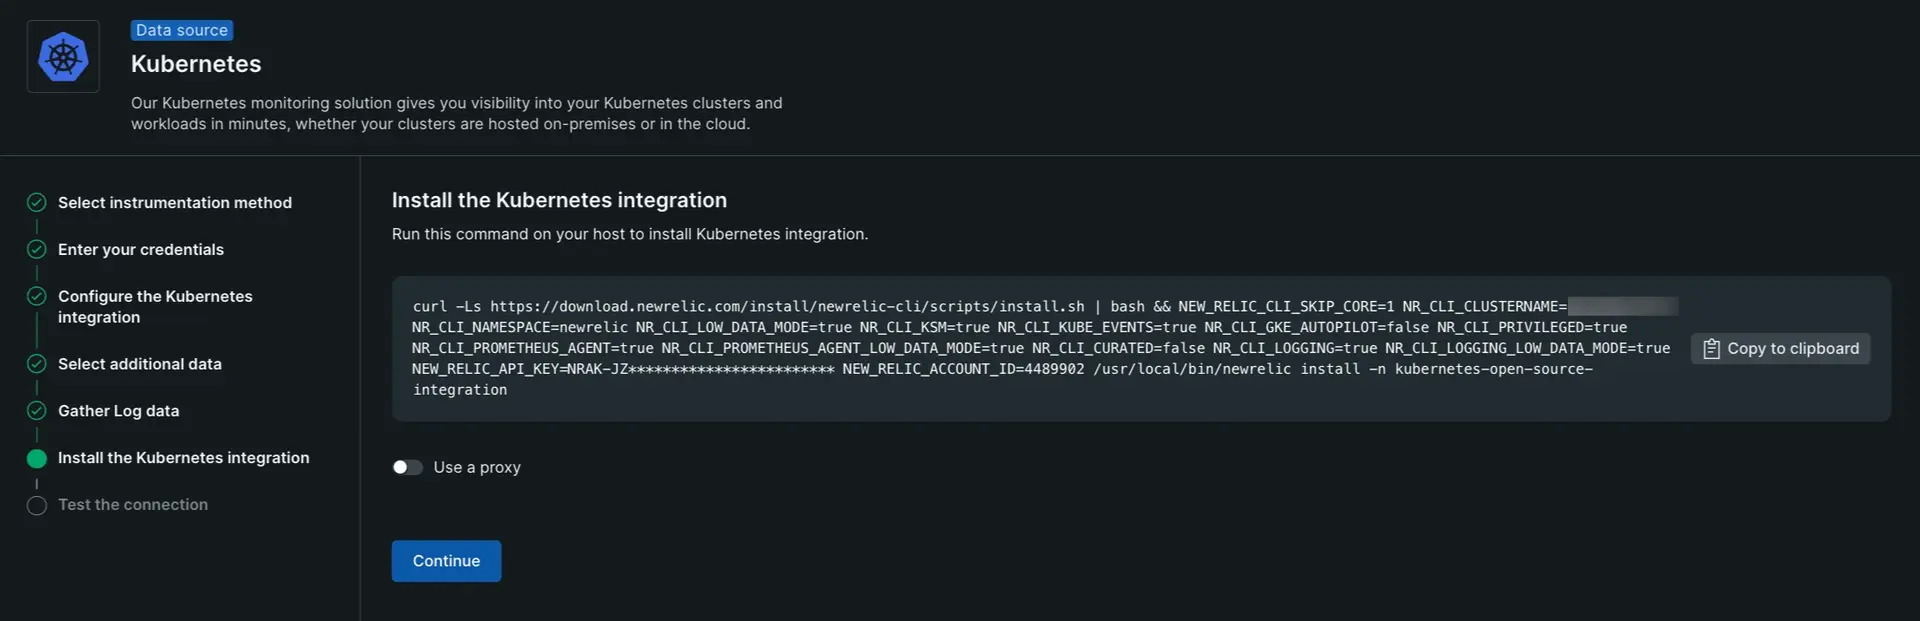 Data source
Kubernetes
Our Kubernetes monitoring solution gives you visibility into your Kubernetes clusters and
workloads in minutes, whether your clusters are hosted on-premises or in the cloud.
Select instrumentation method
Enter your credentials
Configure the Kubernetes
integration
Select additional data
Gather Log data
Install the Kubernetes integration
Test the connection
Install the Kubernetes integration
Run this command on your host to install Kubernetes integration.
curl -Ls https://download.newrelic.com/install/newrelic-cli/scripts/install.sh | bash && NEW_RELIC_CLI_SKIP_CORE=1 NR_CLI_CLUSTERNAME=
NR_CLI_NAMESPACE=newrelic NR_CLI_LOW_DATA_MODE=true NR_CLI_KSM=true NR_CLI_KUBE_EVENTS=true NR_CLI_GKE_AUTOPILOT=false NR_CLI_PRIVILEGED=true
NR_CLI_PROMETHEUS_AGENT=true NR_CLI_PROMETHEUS_AGENT_LOW_DATA_MODE=true NR_CLI_CURATED=false NR_CLI_LOGGING=true NR_CLI_LOGGING_LOW_DATA_MODE=true
NEW_RELIC_API_KEY=NRAK-JZ************************ NEW_RELIC_ACCOUNT_ID=4489902 /usr/local/bin/newrelic install -n kubernetes-open-source-
integration
Copy to clipboard
Use a proxy
Continue